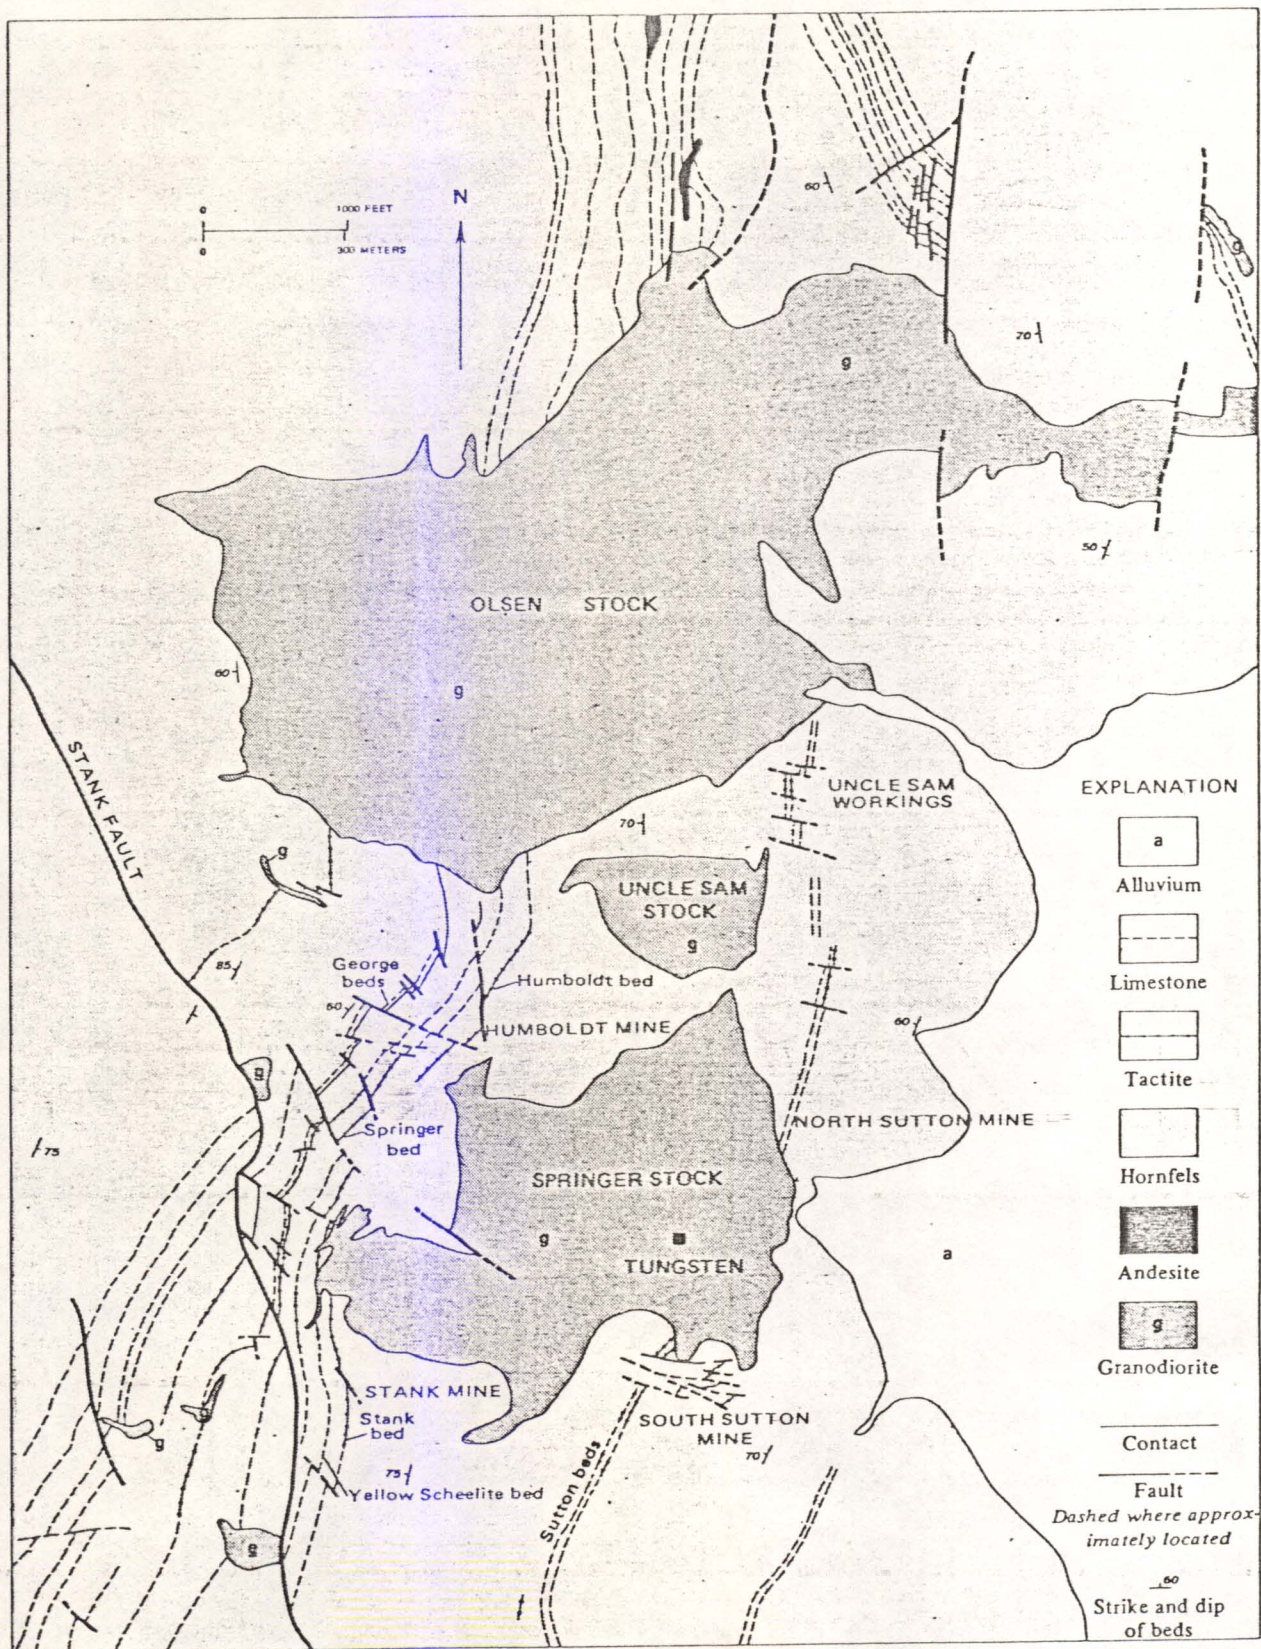 0 1000 FEET
0 300 METERS
N
60
g
g
70
50
OLSEN STOCK
60
g
STANK FAULT
UNCLE SAM
WORKINGS
70
g
UNCLE SAM
STOCK
g
85
George
beds
60
Humboldt bed
HUMBOLDT MINE
60
g
Springer
bed
NORTH SUTTON MINE
75
SPRINGER STOCK
g
TUNGSTEN
a
STANK MINE
Stank
bed
SOUTH SUTTON
MINE
70
g
g
75
Yellow Scheelite bed
Sutton beds
g
EXPLANATION
a
Alluvium
Limestone
Tactite
Hornfels
Andesite
g
Granodiorite
Contact
Fault
Dashed where approx-
imately located
60
Strike and dip
of beds